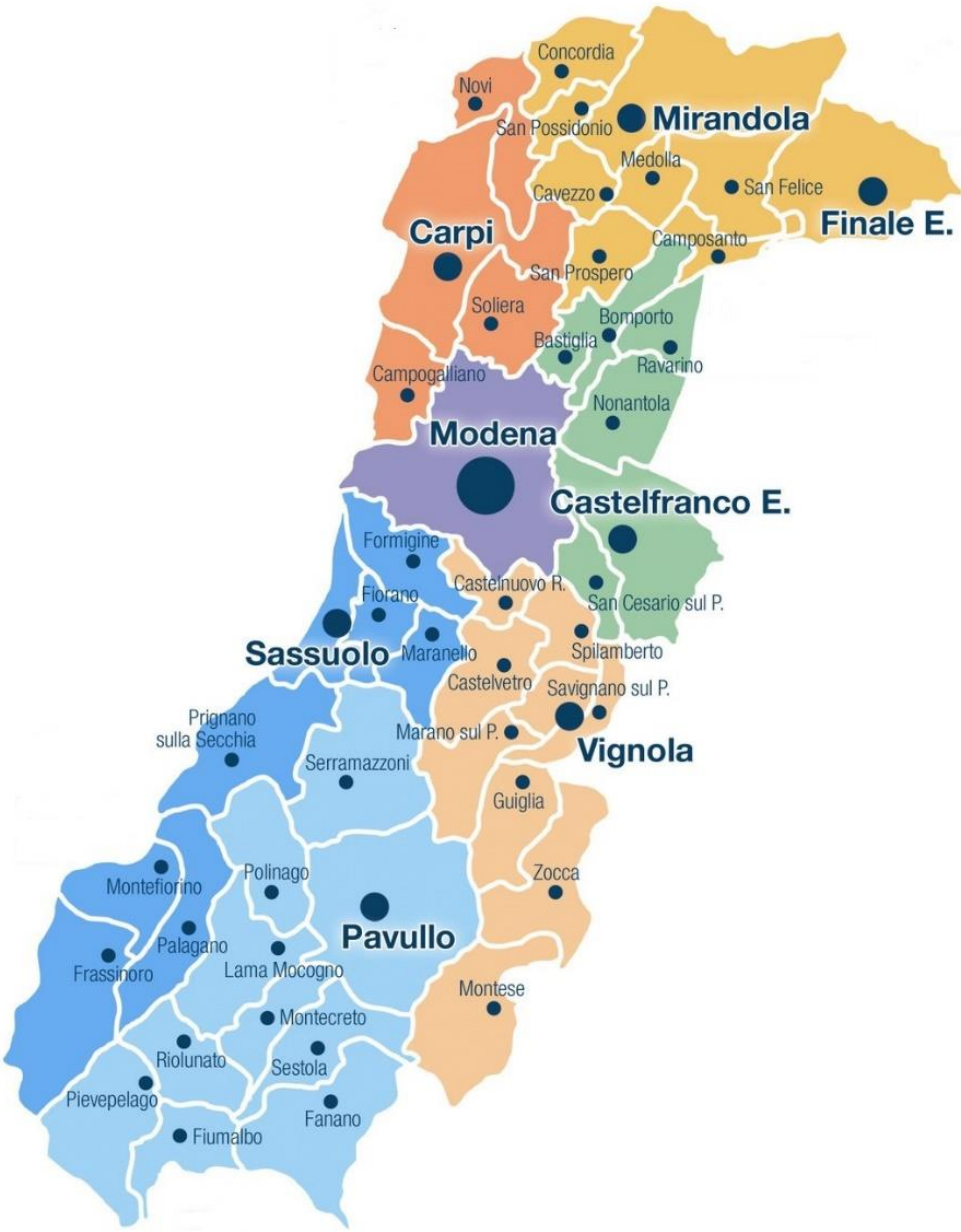 Concordia
Novi
San Possidonio
Mirandola
Medolla
Cavezzo
San Felice
Finale E.
Carpi
Camposanto
San Prospero
Soliera
Bomporto
Bastiglia
Ravarino
Campogalliano
Nonantola
Modena
Castelfranco E.
Formigine
Castelnuovo R.
Fiorano
San Cesario sul P.
Sassuolo
Maranello
Spilamberto
Castelvetro
Savignano sul P.
Prignano
sulla Secchia
Marano sul P.
Vignola
Serramazzoni
Guiglia
Polinago
Zocca
Montefiorino
Pavullo
Palagano
Lama Mocogno
Frassinoro
Montese
Montecreto
Riolunato
Sestola
Pievepelago
Fanano
Fiumalbo